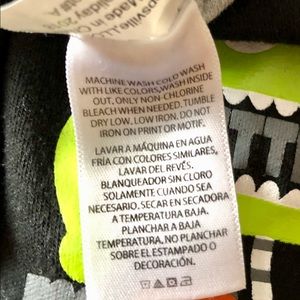 Made in
MACHINE WASH COLD WASH
WITH LIKE COLORS, WASH INSIDE
OUT, ONLY NON-CHLORINE
BLEACH WHEN NEEDED. TUMBLE
DRY LOW. LOW IRON. DO NOT
IRON ON PRINT OR MOTIF.
LAVAR A MÁQUINA EN AGUA
FRÍA CON COLORES SIMILARES,
LAVAR DEL REVÉS.
BLANQUEADOR SIN CLORO
SOLAMENTE CUANDO SEA
NECESARIO. SECAR EN SECADORA
A TEMPERATURA BAJA.
PLANCHAR A BAJA
TEMPERATURA, NO PLANCHAR
SOBRE EL ESTAMPADO O
DECORACIÓN.